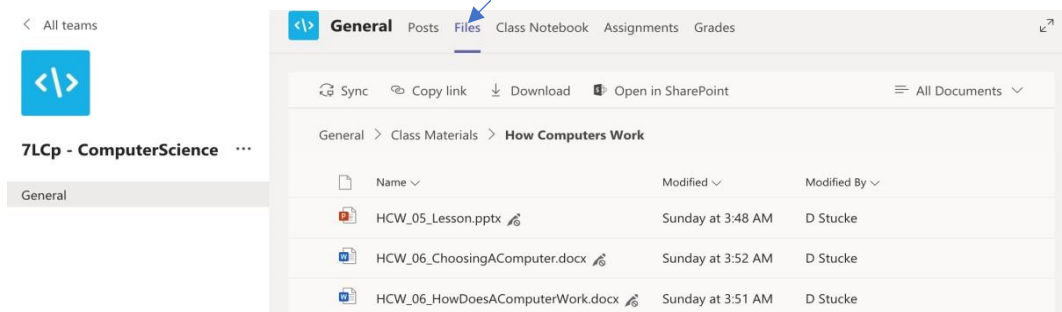 All teams
General Posts Files Class Notebook Assignments Grades
Sync Copy link Download Open in SharePoint All Documents
General > Class Materials > How Computers Work
7LCp - ComputerScience ...
General
Name Modified Modified By
HCW_05_Lesson.pptx Sunday at 3:48 AM D Stucke
HCW_06_ChoosingAComputer.docx Sunday at 3:52 AM D Stucke
HCW_06_HowDoesAComputerWork.docx Sunday at 3:51 AM D Stucke